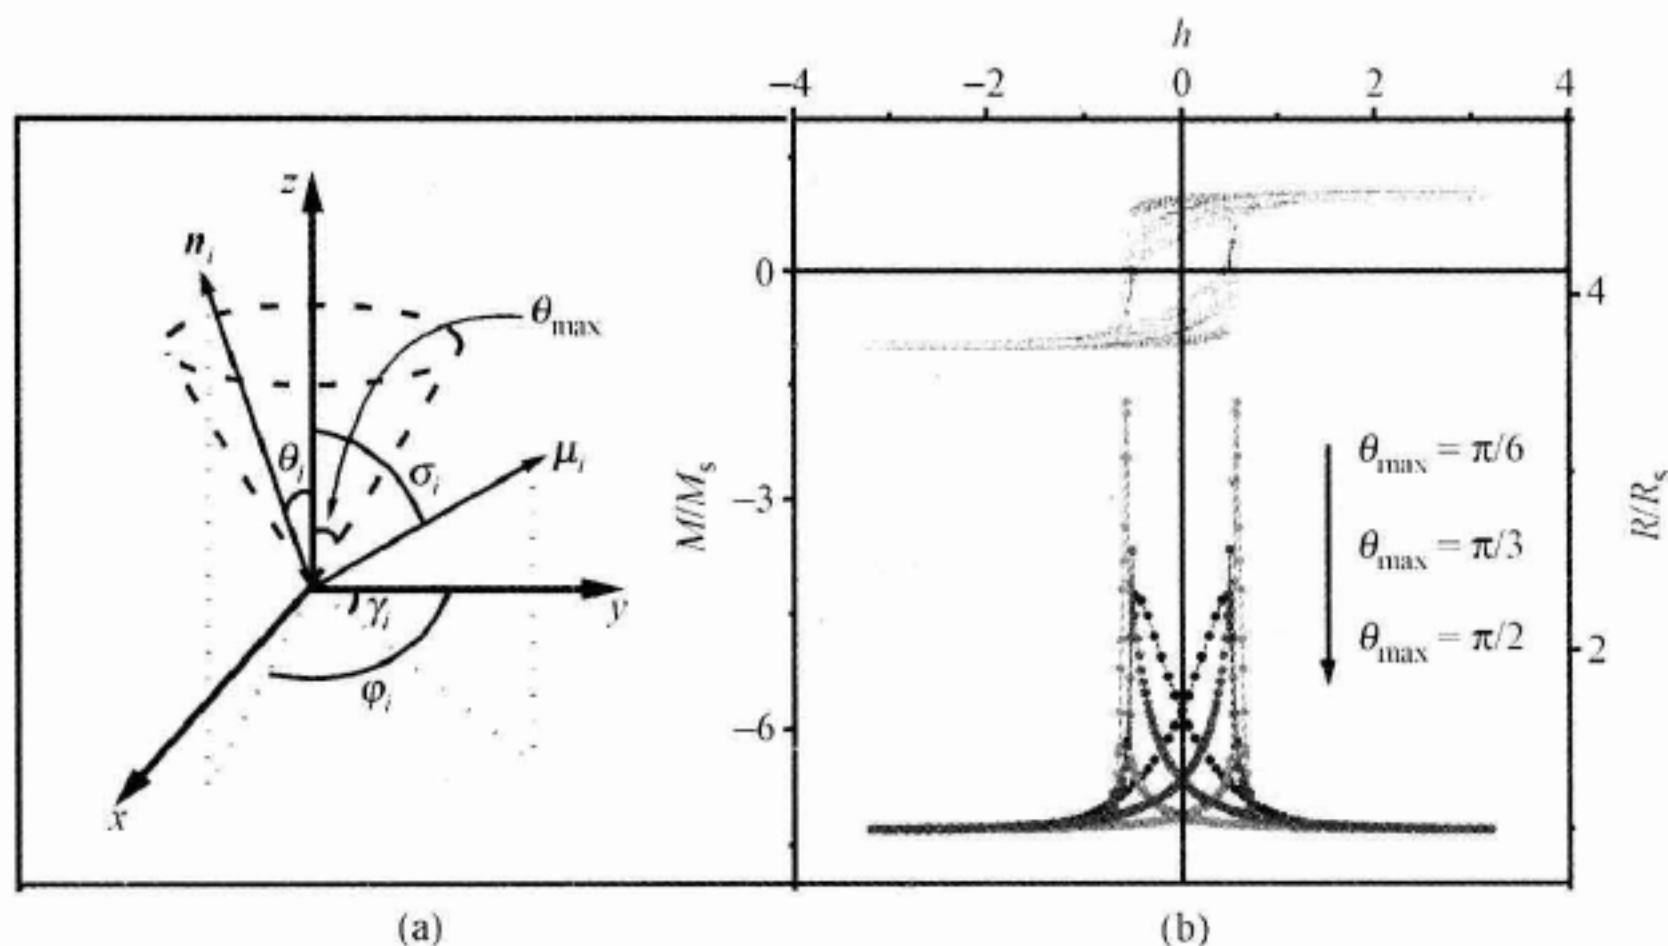 z
n_i
θ_max
θ_i
σ_i
μ_i
y
γ_i
φ_i
x
(a)
h
−4 −2 0 2 4
0
−3
−6
M/M_s
4
2
R/R_s
θ_max = π/6
θ_max = π/3
θ_max = π/2
(b)